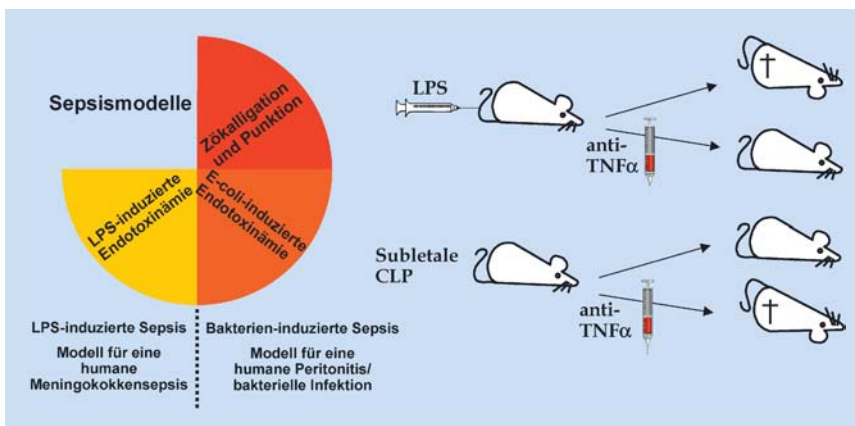 Sepsismodelle
Zökalligation
und Punktion
LPS-induzierte
Endotoxinämie
E-coli-induzierte
Endotoxinämie
LPS-induzierte Sepsis
Modell für eine
humane
Meningokokkensepsis
Bakterien-induzierte Sepsis
Modell für eine
humane Peritonitis/
bakterielle Infektion
LPS
anti-
TNFα
Subletale
CLP
anti-
TNFα